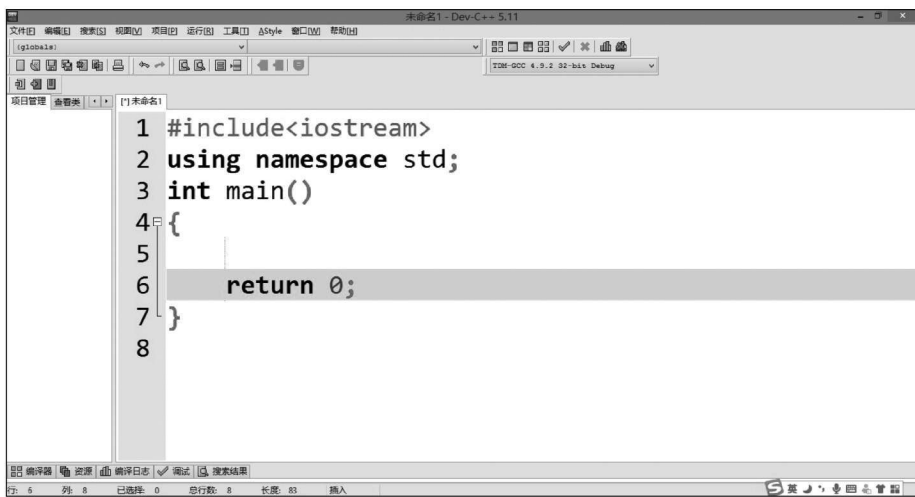 未命名1 - Dev-C++ 5.11
文件[F] 编辑[E] 搜索[S] 视图[V] 项目[P] 运行[R] 工具[T] AStyle 窗口[W] 帮助[H]
(globals)
TDM-GCC 4.9.2 32-bit Debug
项目管理 查看类 [*] 未命名1
1 #include<iostream>
2 using namespace std;
3 int main()
4 {
5
6 return 0;
7 }
8
编译器 资源 编译日志 调试 搜索结果
行: 6 列: 8 已选择: 0 总行数: 8 长度: 83 插入
英